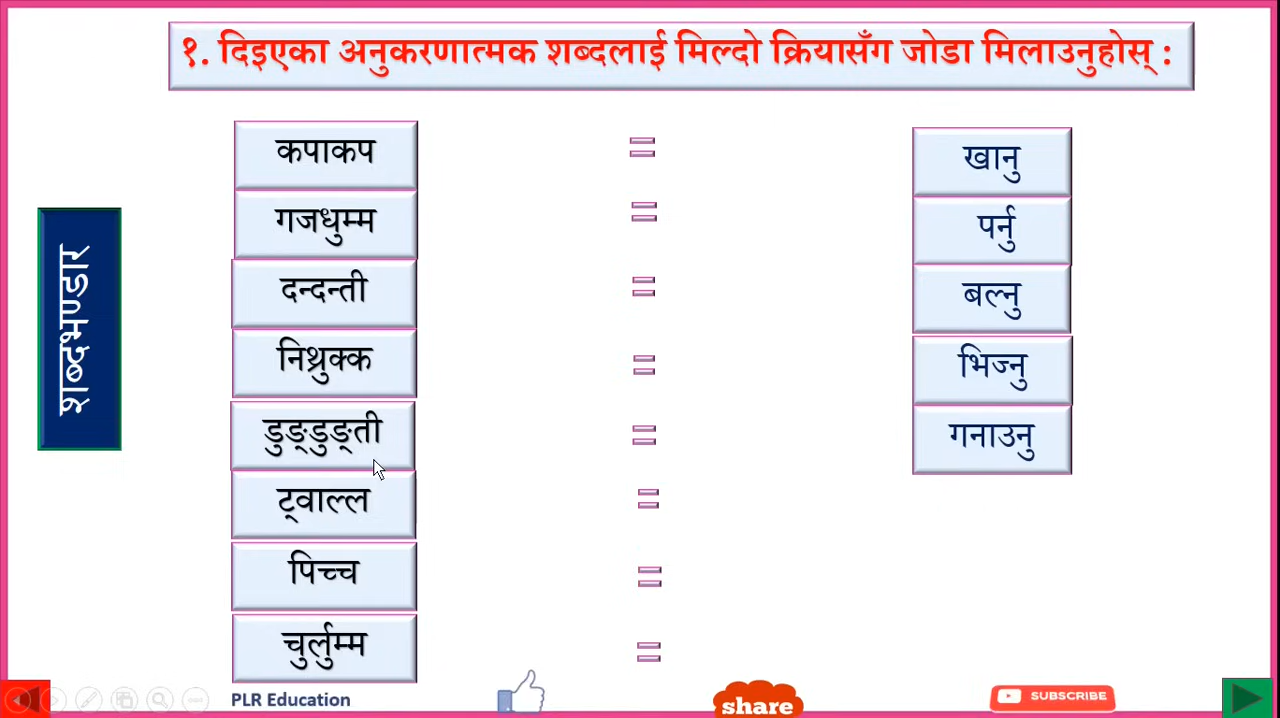 १. दिइएका अनुकरणात्मक शब्दलाई मिल्दो क्रियासँग जोडा मिलाउनुहोस् :
शब्दभण्डार
कपाकप = खानु
गजधुम्म = पर्नु
दन्दन्ती = बल्नु
निथ्रुक्क = भिज्नु
डुङ्डुङ्ती = गनाउनु
ट्वाल्ल =
पिच्च =
चुर्लुम्म =
PLR Education
share
SUBSCRIBE